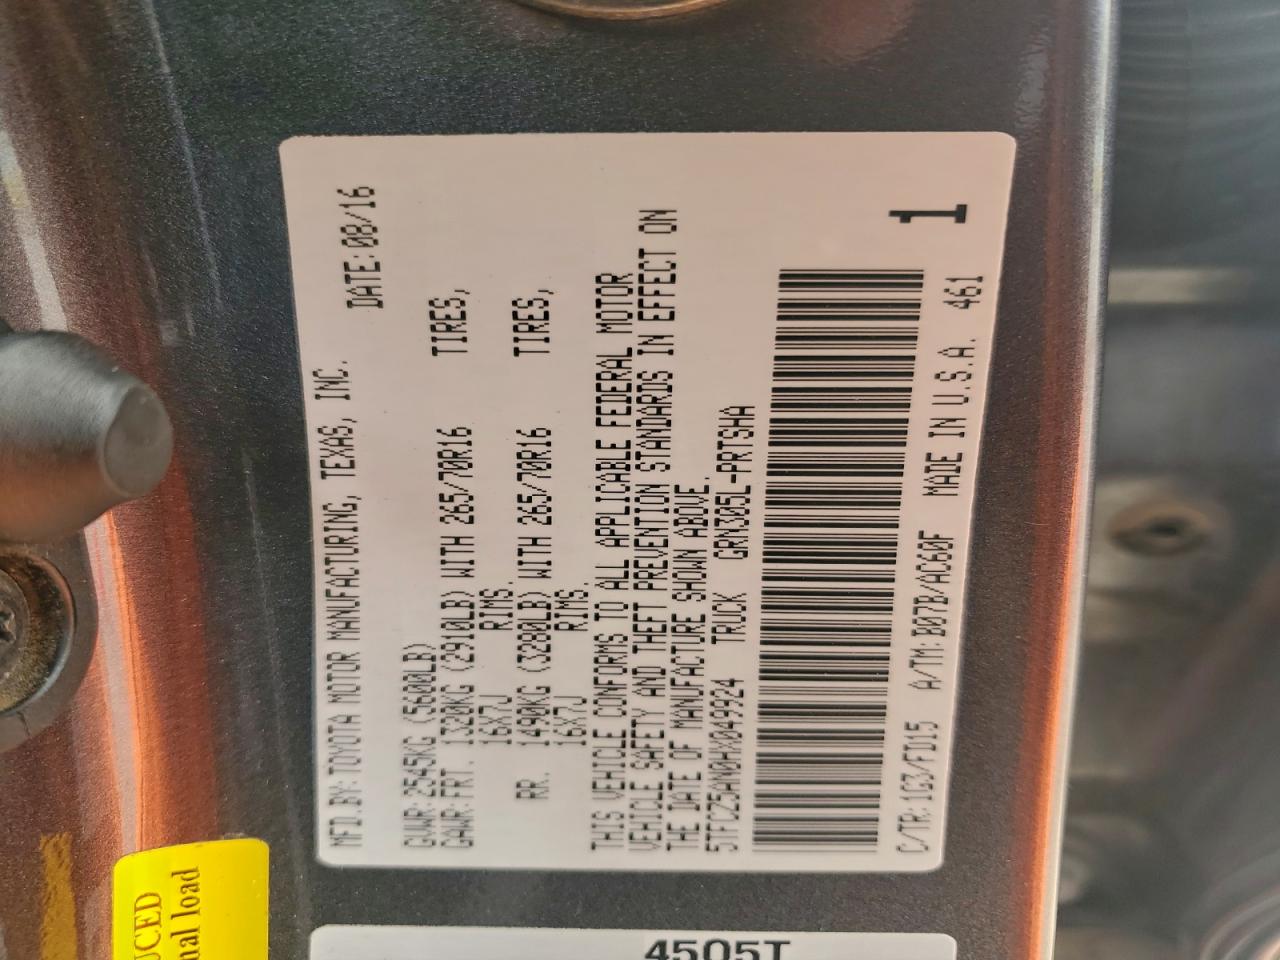 MFD.BY: TOYOTA MOTOR MANUFACTURING, TEXAS, INC.
DATE:08/16
GVWR: 2545KG (5600LB)
GAWR: FRT. 1320KG (2910LB) WITH 265/70R16 TIRES,
16X7J RIMS.
RR. 1490KG (3280LB) WITH 265/70R16 TIRES,
16X7J RIMS.
THIS VEHICLE CONFORMS TO ALL APPLICABLE FEDERAL MOTOR
VEHICLE SAFETY AND THEFT PREVENTION STANDARDS IN EFFECT ON
THE DATE OF MANUFACTURE SHOWN ABOVE.
5TFCZ5AN0HX049924 TRUCK GRN305L-PRTSHA
C/TR: 1G3/FD15 A/TM: B07B/AC60F MADE IN U.S.A. 461
1
UCED
ual load
4505T